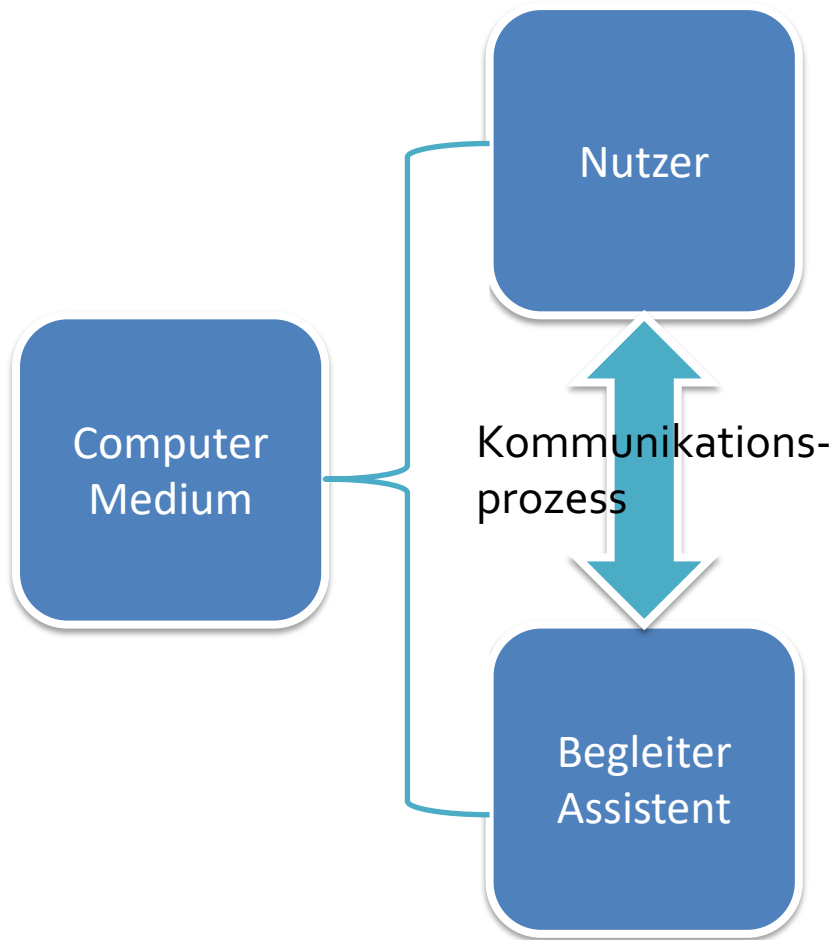 Nutzer
Computer
Medium
Kommunikations-
prozess
Begleiter
Assistent